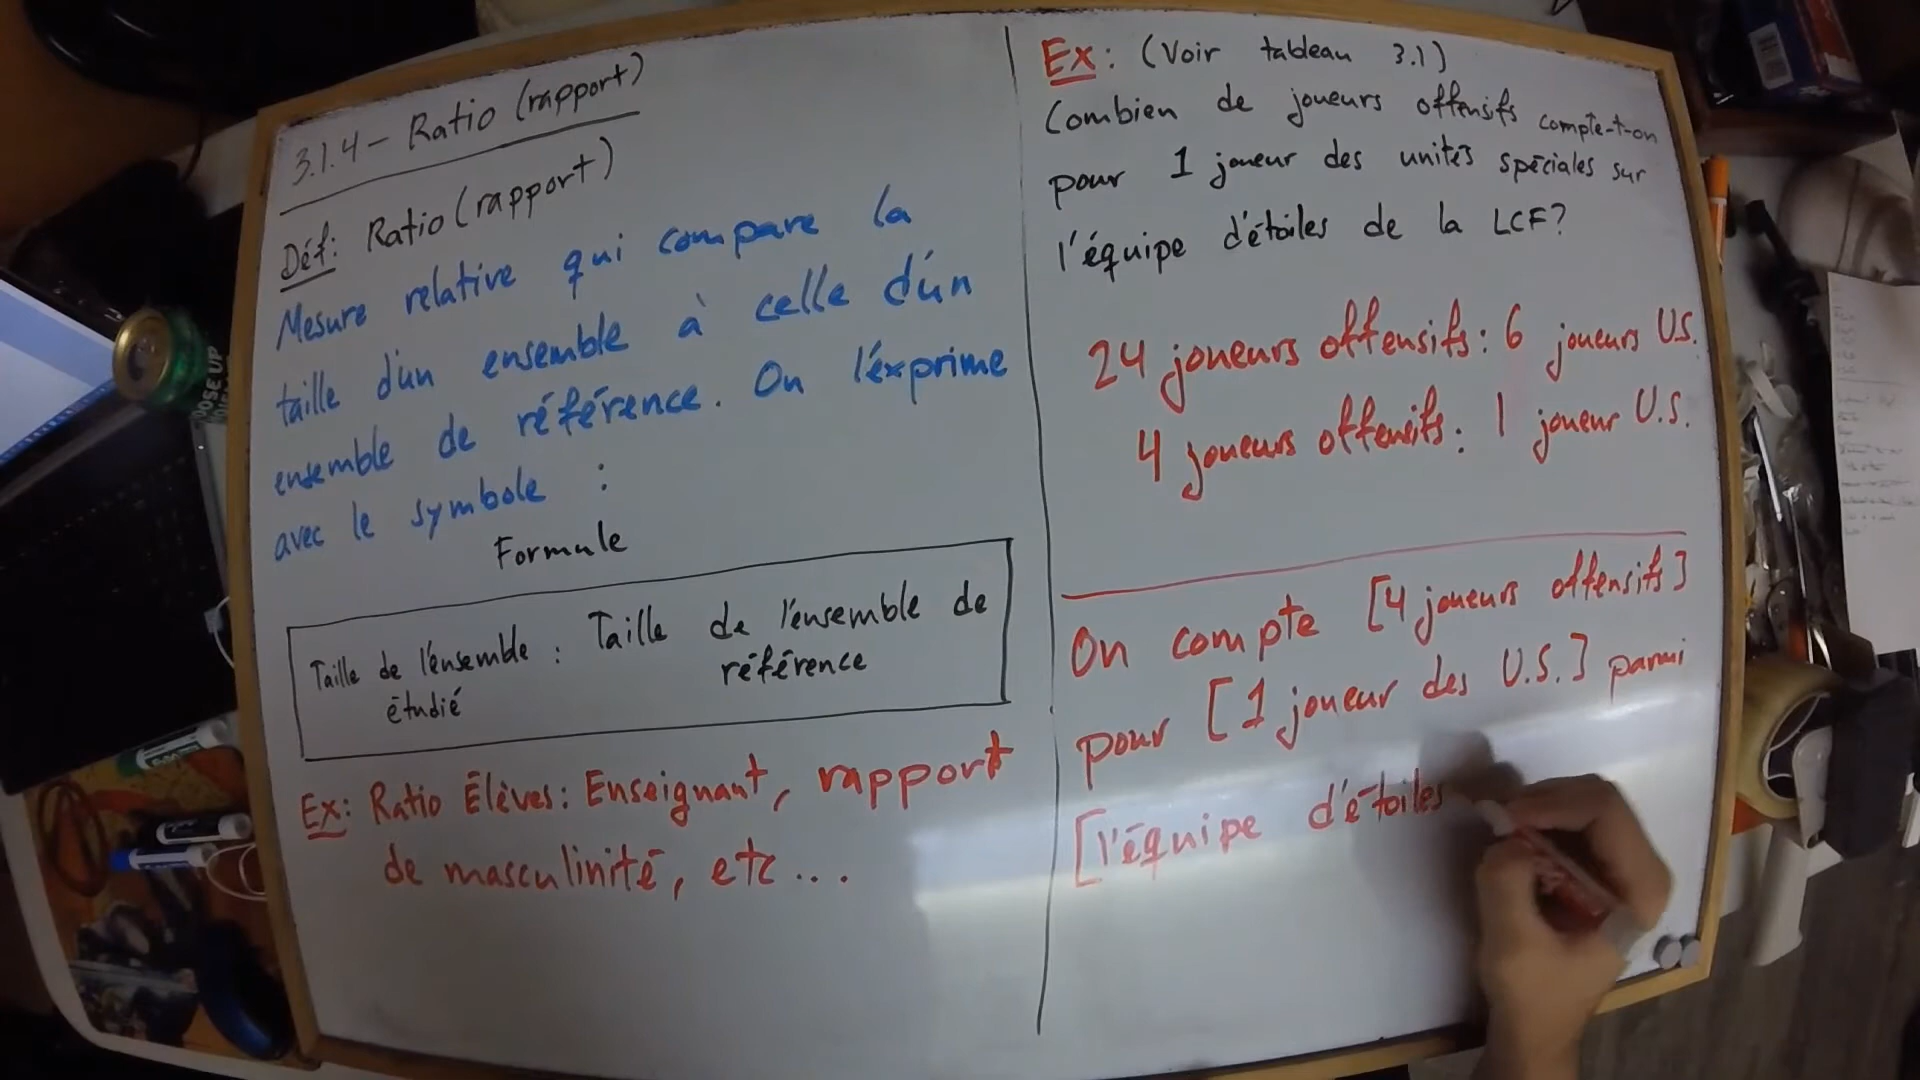 3.1.4 - Ratio (rapport)
Déf: Ratio (rapport)
Mesure relative qui compare la
taille d'un ensemble à celle d'un
ensemble de référence. On l'exprime
avec le symbole :
Formule
Taille de l'ensemble : Taille de l'ensemble de
étudié référence
Ex: Ratio Élèves: Enseignant, rapport
de masculinité, etc...
Ex: (Voir tableau 3.1)
Combien de joueurs offensifs compte-t-on
pour 1 joueur des unités spéciales sur
l'équipe d'étoiles de la LCF?
24 joueurs offensifs: 6 joueurs U.S.
4 joueurs offensifs: 1 joueur U.S.
On compte [4 joueurs offensifs]
pour [1 joueur des U.S.] parmi
[l'équipe d'étoiles